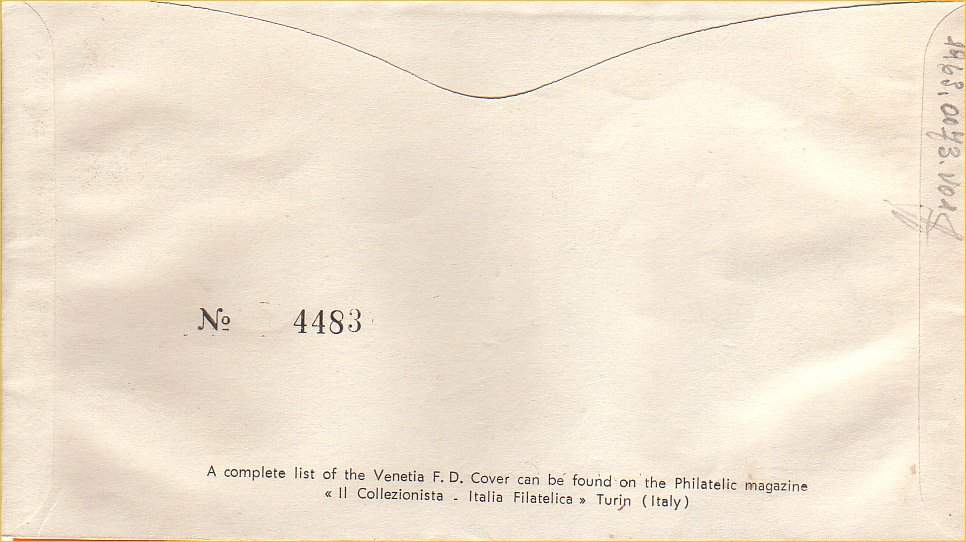 № 4483
A complete list of the Venetia F. D. Cover can be found on the Philatelic magazine
« Il Collezionista - Italia Filatelica » Turin (Italy)